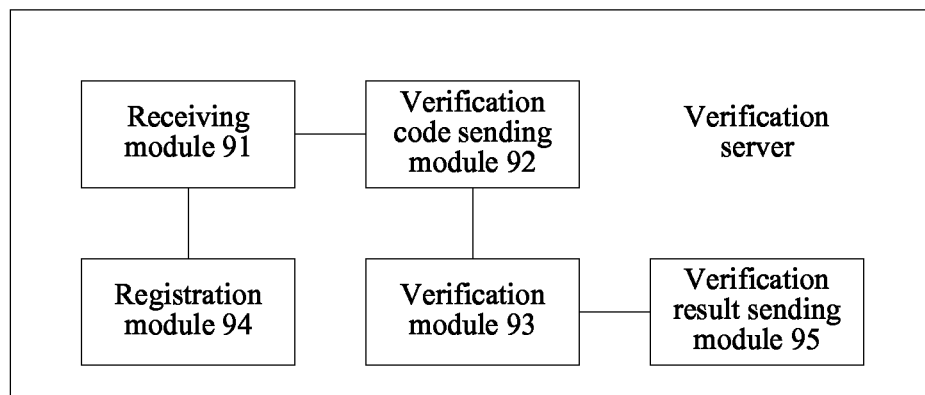 Receiving
module 91
Verification
code sending
module 92
Verification
server
Registration
module 94
Verification
module 93
Verification
result sending
module 95